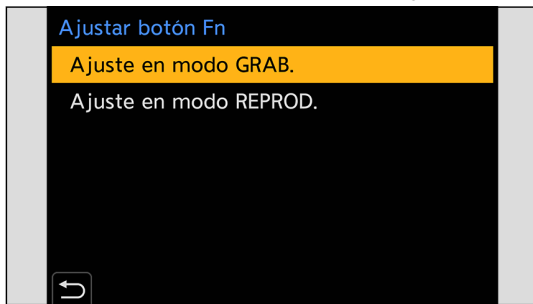 Ajustar botón Fn
Ajuste en modo GRAB.
Ajuste en modo REPROD.